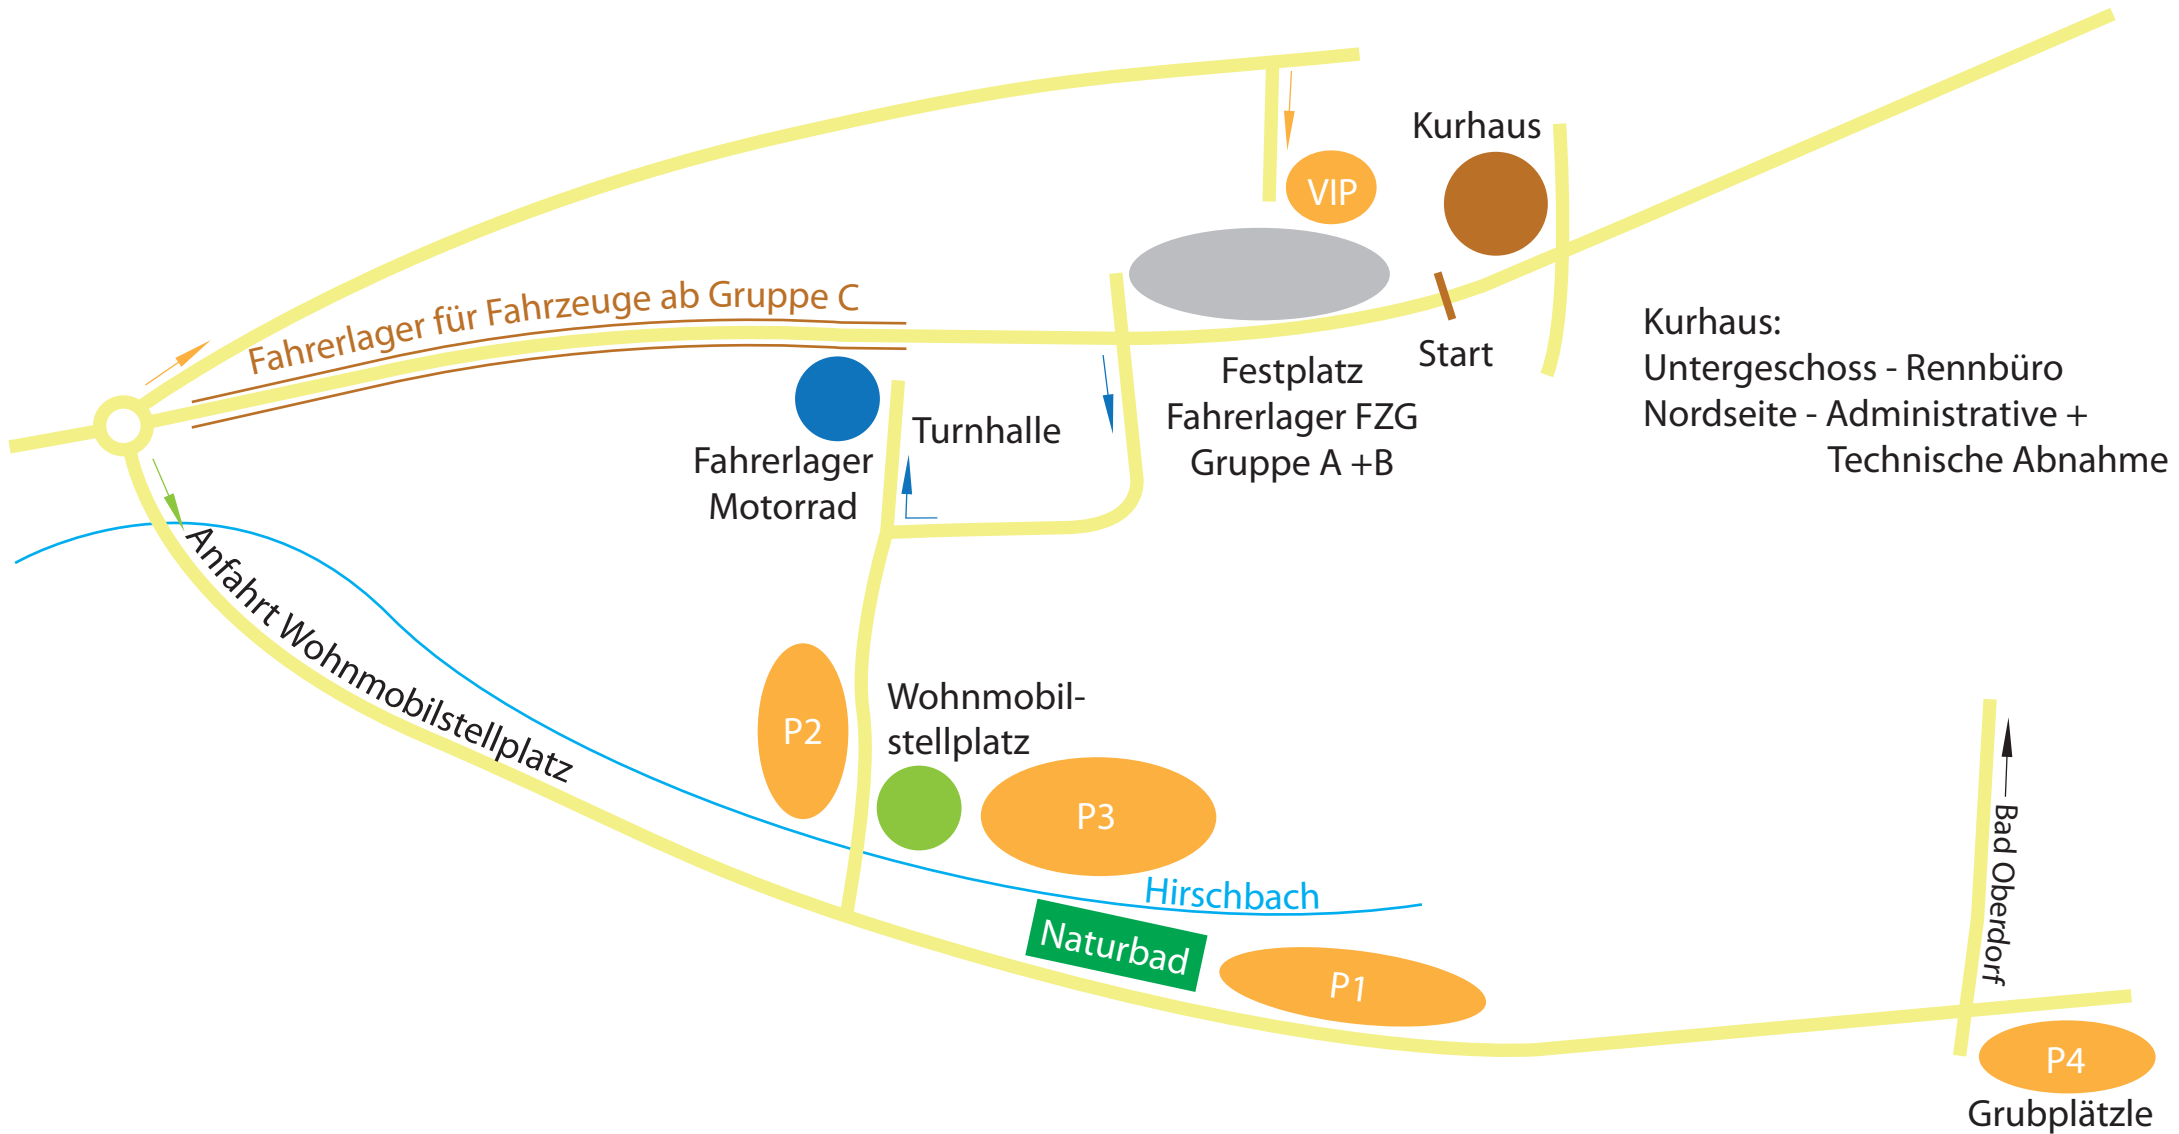 Kurhaus
VIP
Fahrerlager für Fahrzeuge ab Gruppe C
Start
Kurhaus:
Untergeschoss - Rennbüro
Nordseite - Administrative +
Technische Abnahme
Festplatz
Fahrerlager FZG
Gruppe A +B
Turnhalle
Fahrerlager
Motorrad
Anfahrt Wohnmobilstellplatz
P2
Wohnmobil-
stellplatz
P3
Hirschbach
Naturbad
P1
Bad Oberdorf
P4
Grubplätzle